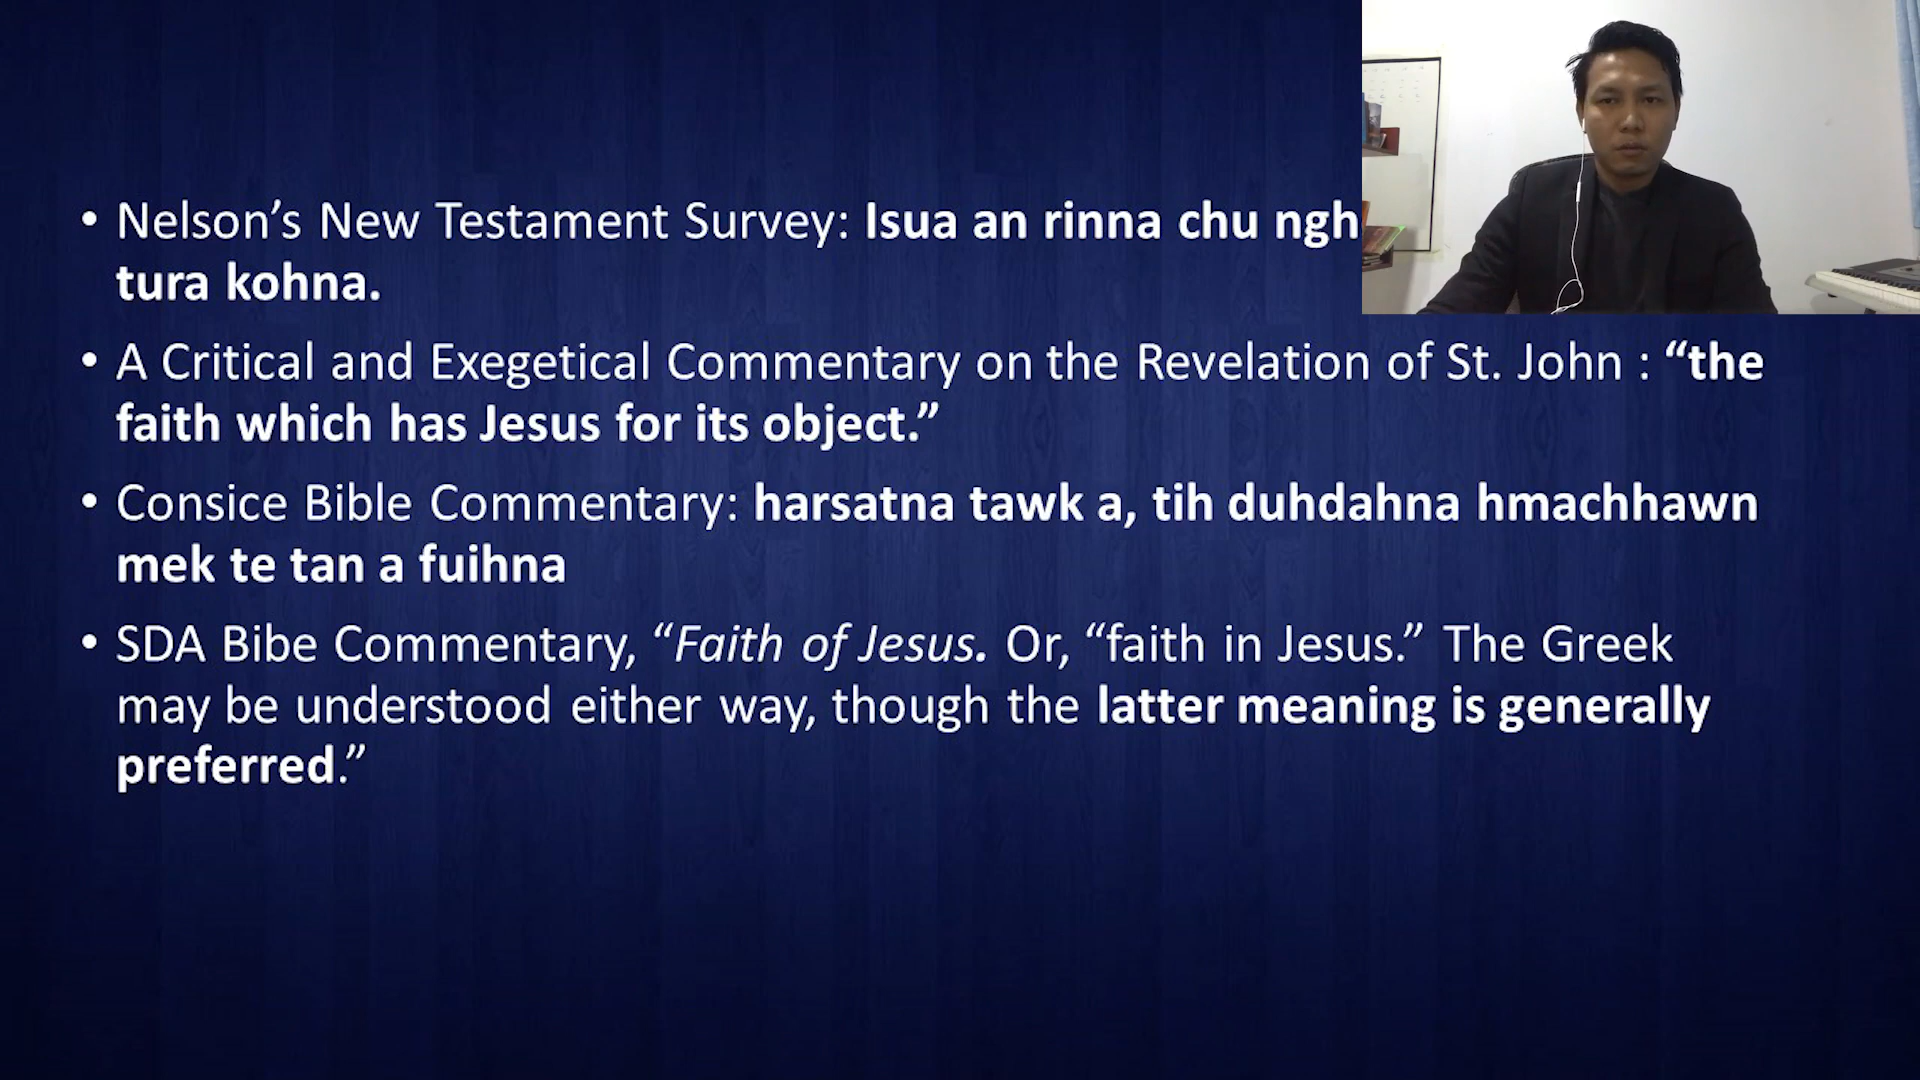 • Nelson’s New Testament Survey: Isua an rinna chu
tura kohna.
• A Critical and Exegetical Commentary on the Revelation of St. John : “the
faith which has Jesus for its object.”
• Consice Bible Commentary: harsatna tawk a, tih duhdahna hmachhawn
mek te tan a fuihna
• SDA Bibe Commentary, “Faith of Jesus. Or, “faith in Jesus.” The Greek
may be understood either way, though the latter meaning is generally
preferred.”